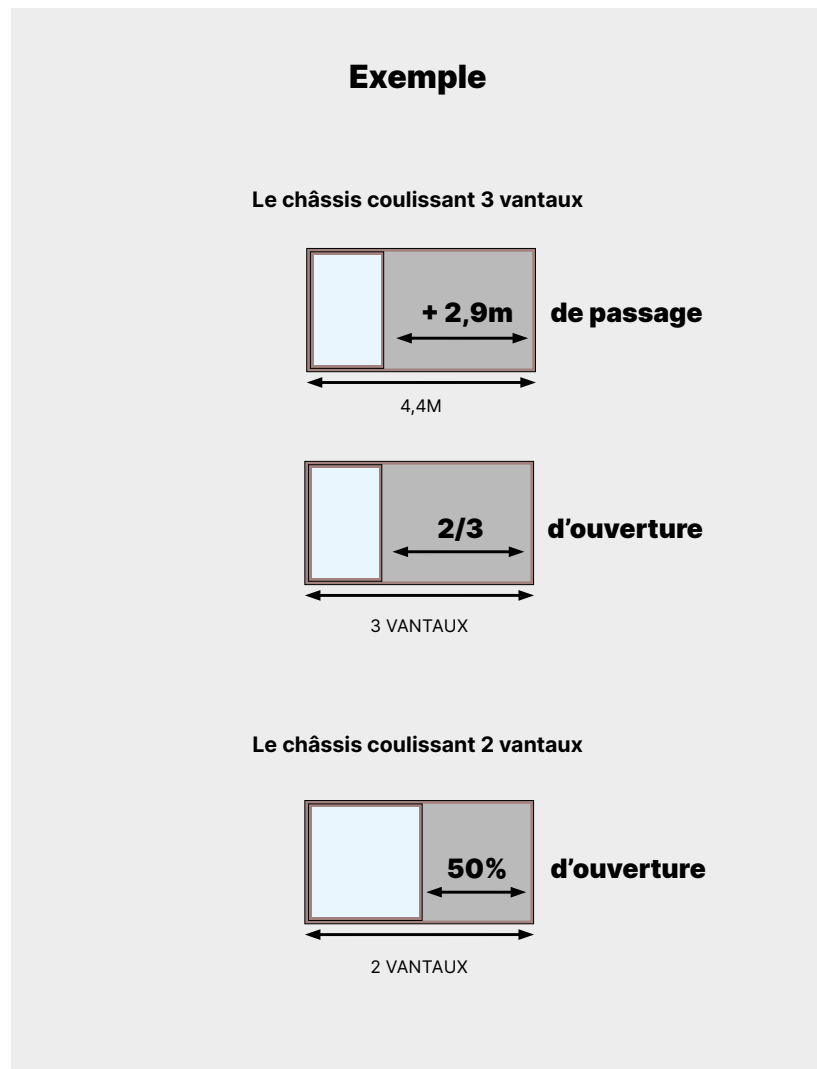 Exemple
Le châssis coulissant 3 vantaux
+ 2,9m de passage
4,4M
2/3 d’ouverture
3 VANTAUX
Le châssis coulissant 2 vantaux
50% d’ouverture
2 VANTAUX